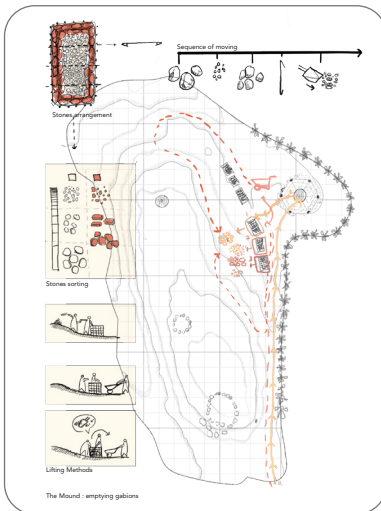 Sequence of moving
Stones arrangement
Stones sorting
Lifting Methods
The Mound : emptying gabions